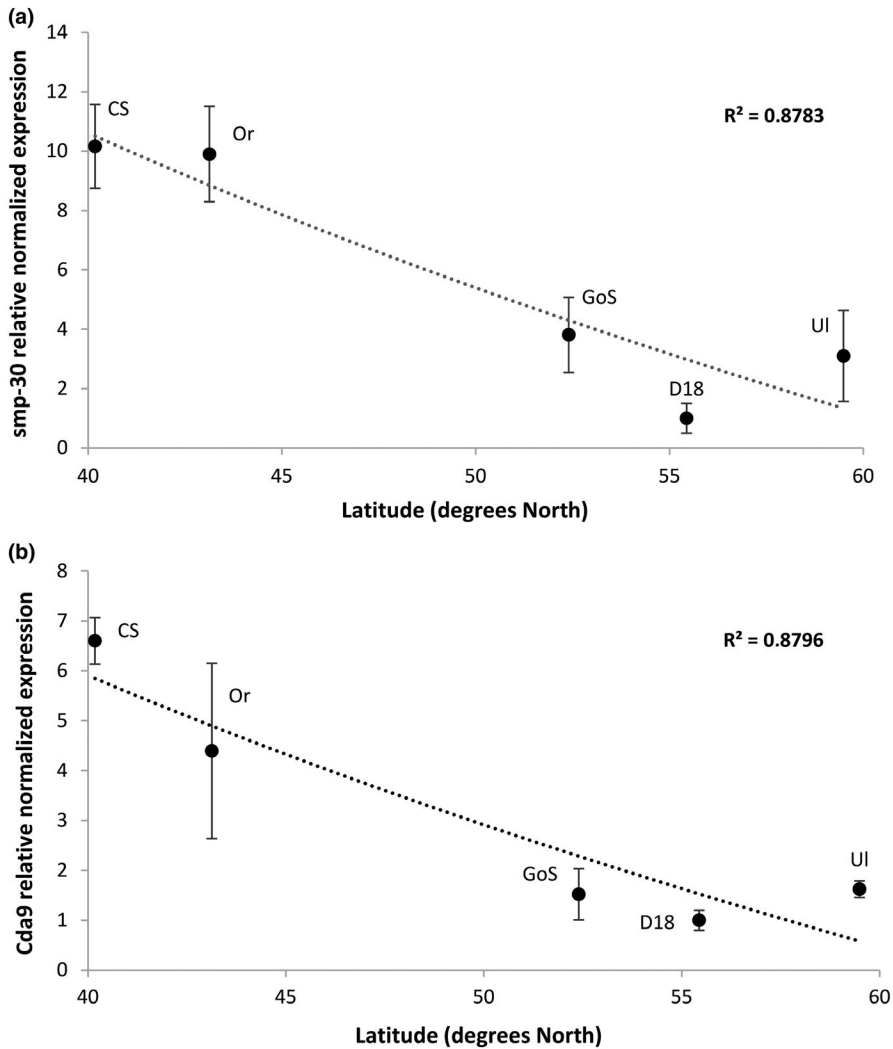 (a)
14
12
10
8
6
4
2
0
smp-30 relative normalized expression
CS
Or
R² = 0.8783
GoS
D18
Ul
40 45 50 55 60
Latitude (degrees North)
(b)
8
7
6
5
4
3
2
1
0
Cda9 relative normalized expression
CS
Or
R² = 0.8796
GoS
D18
Ul
40 45 50 55 60
Latitude (degrees North)